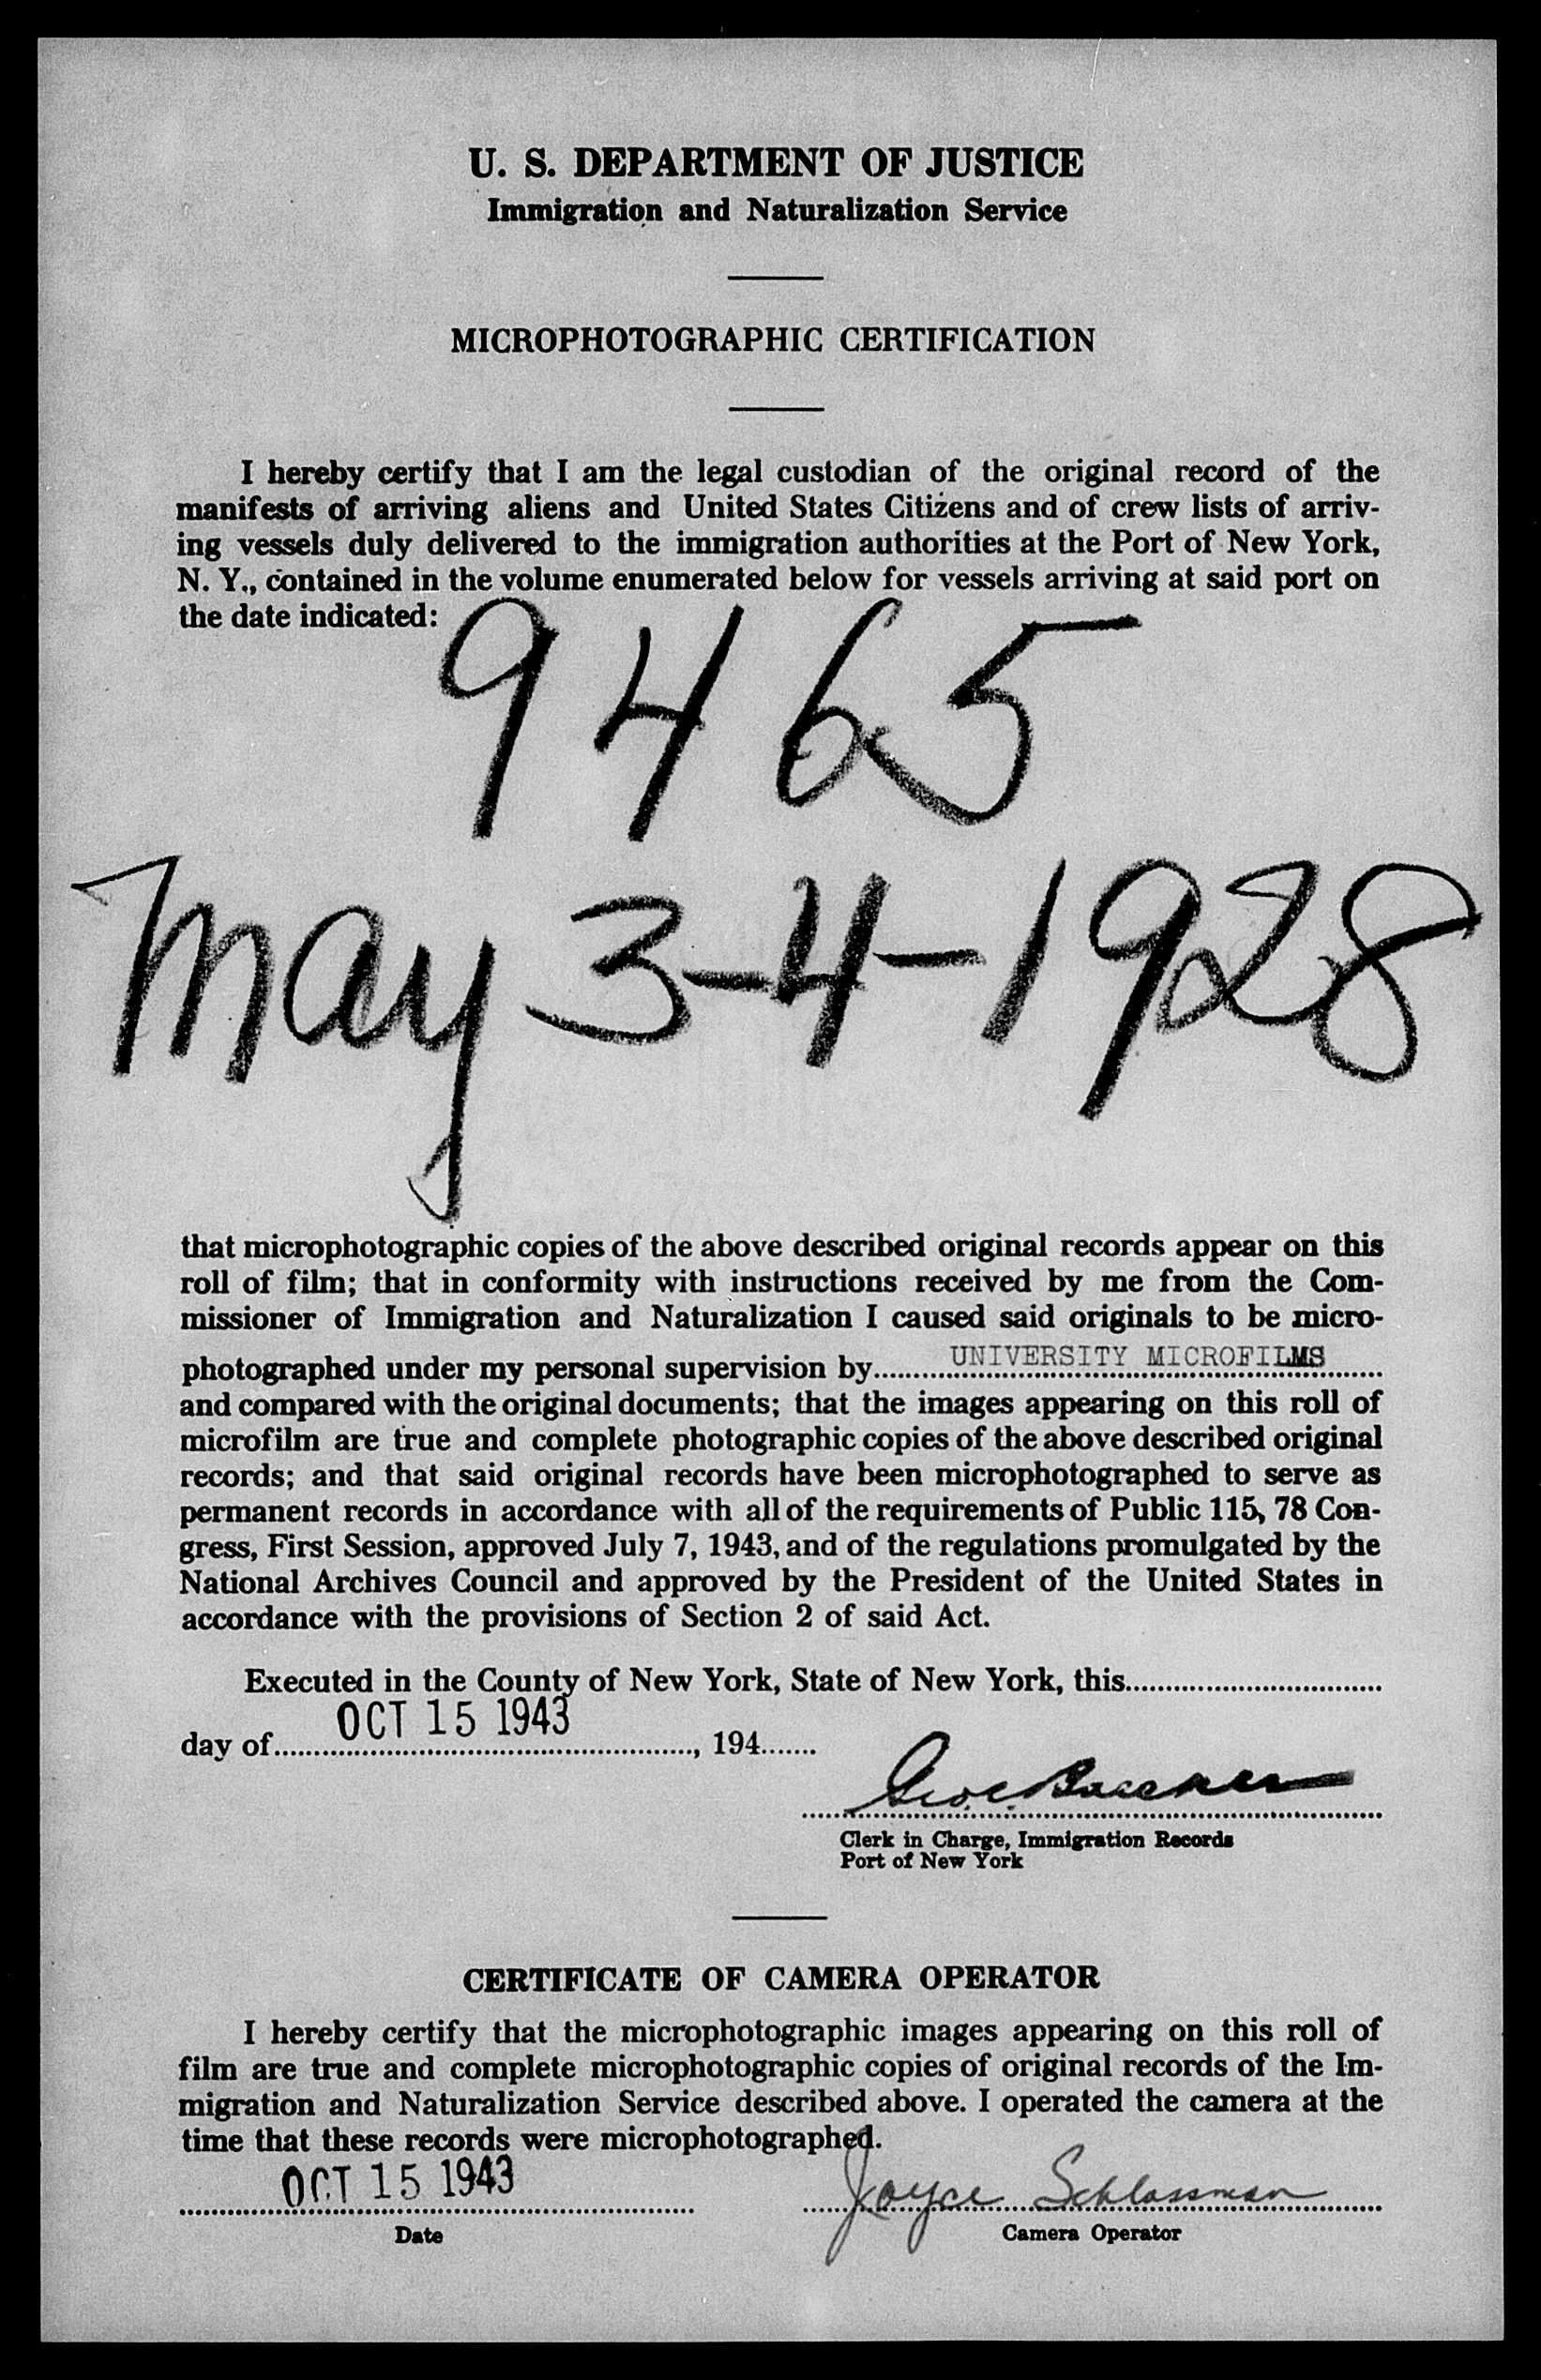 U. S. DEPARTMENT OF JUSTICE
Immigration and Naturalization Service
MICROPHOTOGRAPHIC CERTIFICATION
I hereby certify that I am the legal custodian of the original record of the
manifests of arriving aliens and United States Citizens and of crew lists of arriv-
ing vessels duly delivered to the immigration authorities at the Port of New York,
N. Y., contained in the volume enumerated below for vessels arriving at said port on
the date indicated:
9465
May 3-4-1928
that microphotographic copies of the above described original records appear on this
roll of film; that in conformity with instructions received by me from the Com-
missioner of Immigration and Naturalization I caused said originals to be micro-
photographed under my personal supervision by UNIVERSITY MICROFILMS
and compared with the original documents; that the images appearing on this roll of
microfilm are true and complete photographic copies of the above described original
records; and that said original records have been microphotographed to serve as
permanent records in accordance with all of the requirements of Public 115, 78 Con-
gress, First Session, approved July 7, 1943, and of the regulations promulgated by the
National Archives Council and approved by the President of the United States in
accordance with the provisions of Section 2 of said Act.
Executed in the County of New York, State of New York, this
day of OCT 15 1943, 194
Clerk in Charge, Immigration Records
Port of New York
CERTIFICATE OF CAMERA OPERATOR
I hereby certify that the microphotographic images appearing on this roll of
film are true and complete microphotographic copies of original records of the Im-
migration and Naturalization Service described above. I operated the camera at the
time that these records were microphotographed.
OCT 15 1943 Joyce Schlossman
Date Camera Operator